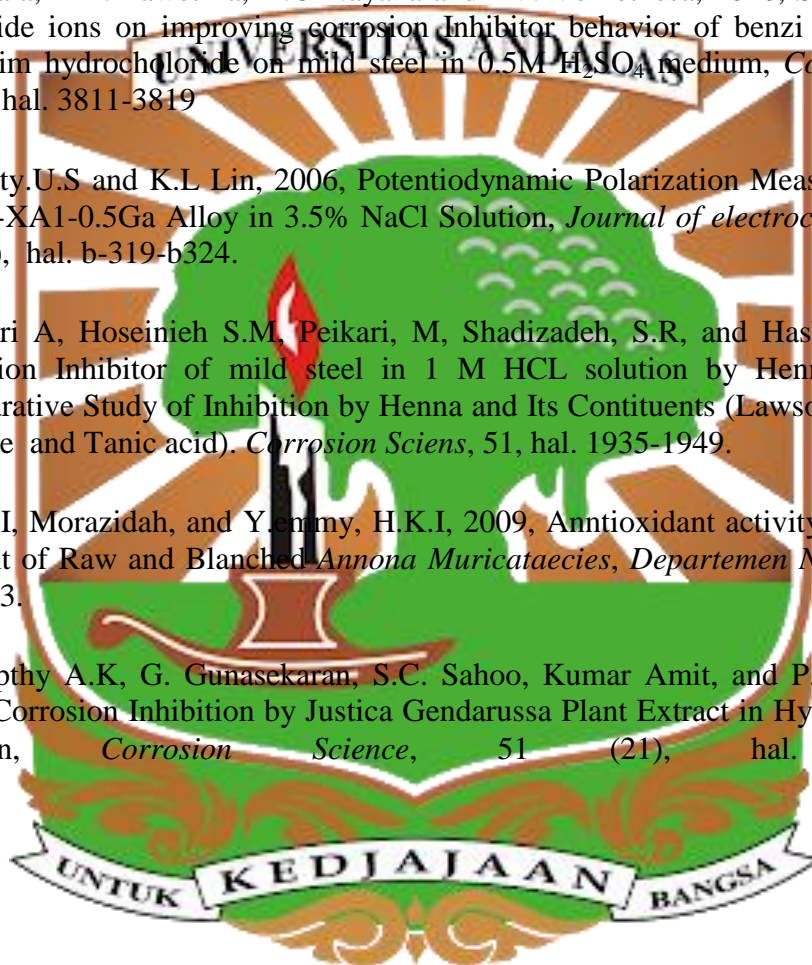 ide ions on improving corrosion Inhibitor behavior of benzi
im hydrocholoride on mild steel in 0.5M H₂SO₄ medium, Co
hal. 3811-3819
UNIVERSITAS ANDALAS
ty.U.S and K.L Lin, 2006, Potentiodynamic Polarization Meas
-XA1-0.5Ga Alloy in 3.5% NaCl Solution, Journal of electroc
), hal. b-319-b324.
ri A, Hoseinieh S.M, Peikari, M, Shadizadeh, S.R, and Has
ion Inhibitor of mild steel in 1 M HCL solution by Henn
arative Study of Inhibition by Henna and Its Contituents (Lawso
e and Tanic acid). Corrosion Sciens, 51, hal. 1935-1949.
I, Morazidah, and Y.emmy, H.K.I, 2009, Anntioxidant activity
t of Raw and Blanched Annona Muricataecies, Departemen N
3.
pthy A.K, G. Gunasekaran, S.C. Sahoo, Kumar Amit, and P.
Corrosion Inhibition by Justica Gendarussa Plant Extract in Hy
n, Corrosion Science, 51 (21), hal.
UNTUK KEDJAJAAN BANGSA